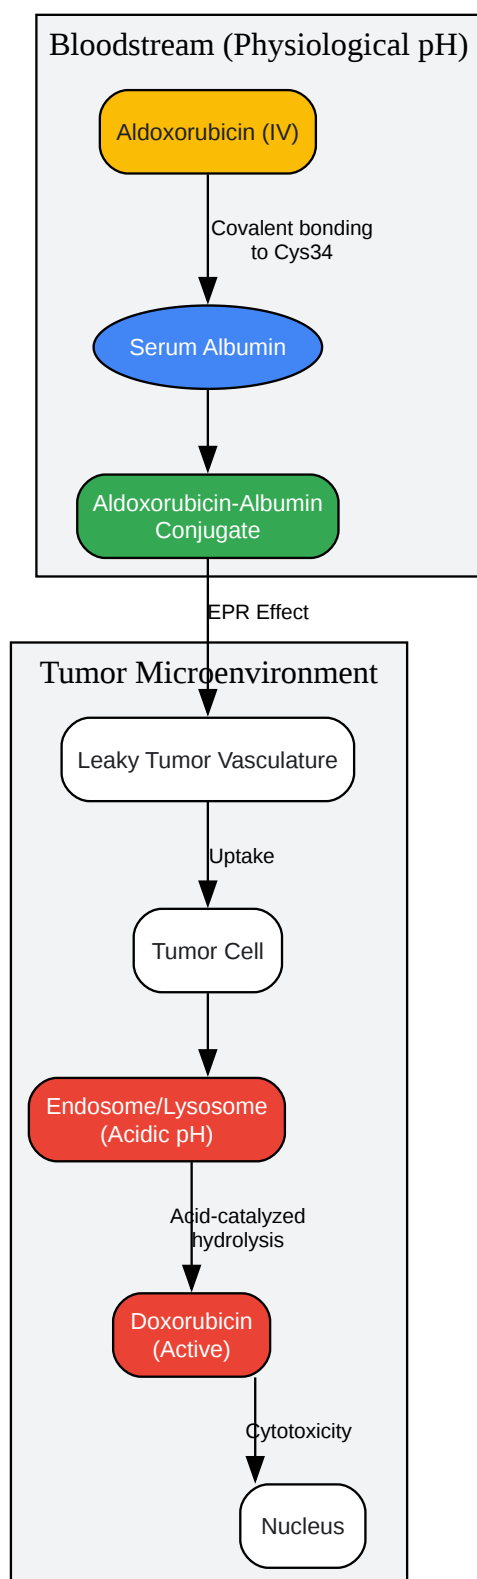 Bloodstream (Physiological pH)
Aldoxorubicin (IV)
Covalent bonding
to Cys34
Serum Albumin
Aldoxorubicin-Albumin
Conjugate
EPR Effect
Tumor Microenvironment
Leaky Tumor Vasculature
Uptake
Tumor Cell
Endosome/Lysosome
(Acidic pH)
Acid-catalyzed
hydrolysis
Doxorubicin
(Active)
Cytotoxicity
Nucleus